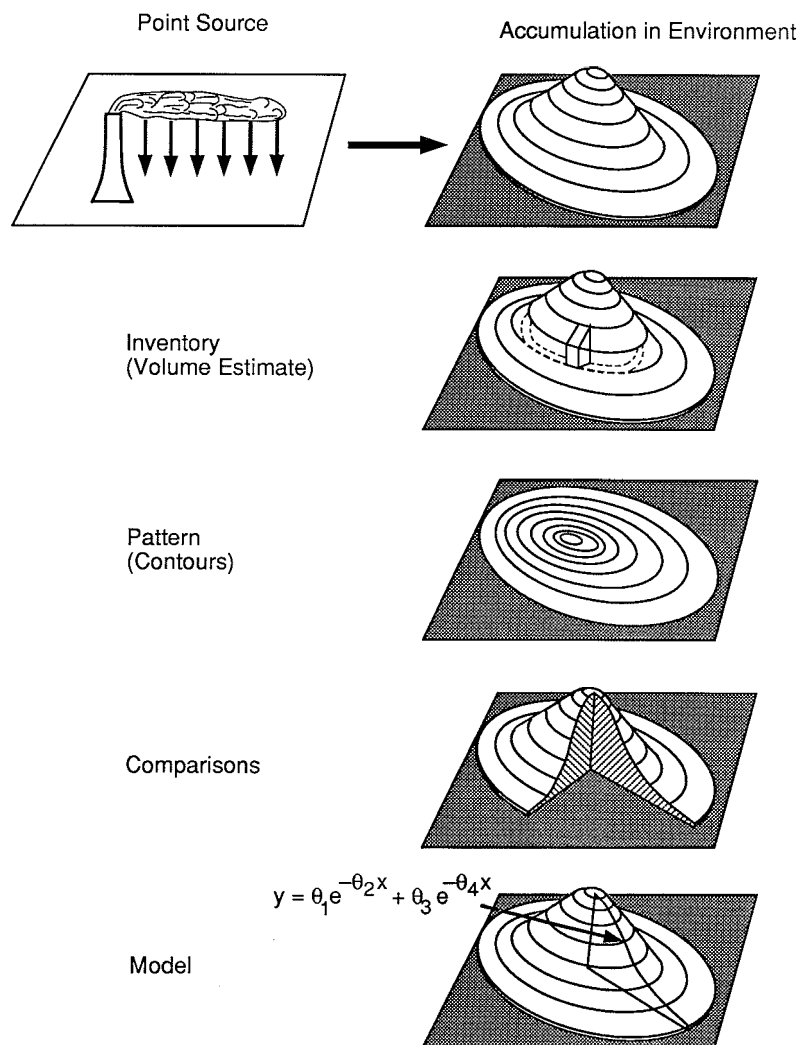 Point Source
Accumulation in Environment
Inventory
(Volume Estimate)
Pattern
(Contours)
Comparisons
y = θ₁e^{-θ₂x} + θ₃e^{-θ₄x}
Model